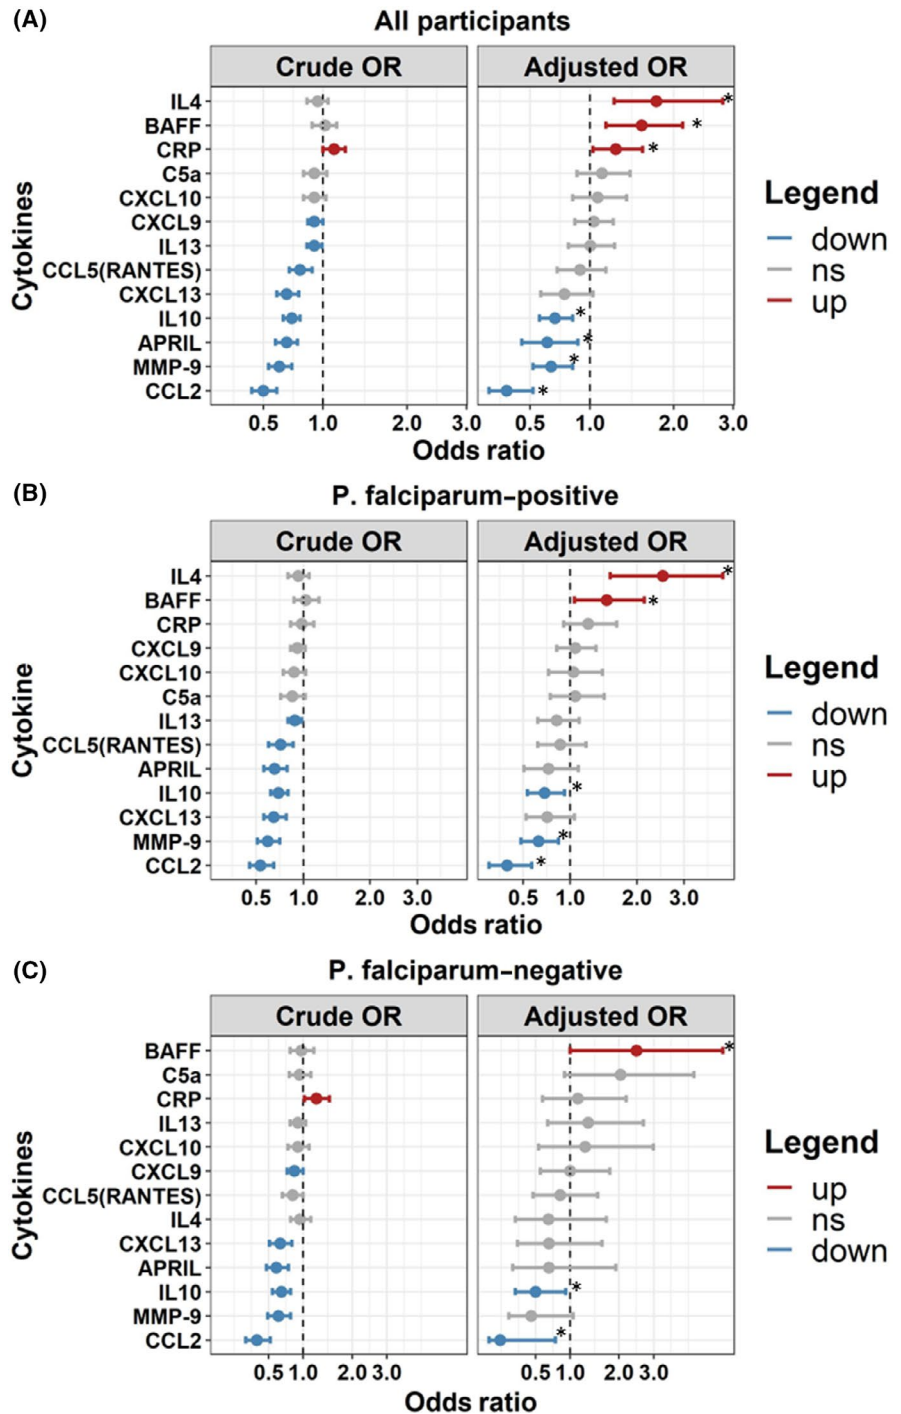 (A)
All participants
Crude OR
Adjusted OR
Cytokines
IL4
*
BAFF
*
CRP
*
C5a
CXCL10
CXCL9
IL13
CCL5(RANTES)
CXCL13
IL10
*
APRIL
*
MMP-9
*
CCL2
*
0.5 1.0 2.0 3.0
0.5 1.0 2.0 3.0
Odds ratio
Legend
down
ns
up
(B)
P. falciparum-positive
Crude OR
Adjusted OR
Cytokine
IL4
*
BAFF
*
CRP
CXCL9
CXCL10
C5a
IL13
CCL5(RANTES)
APRIL
IL10
*
CXCL13
MMP-9
*
CCL2
*
0.5 1.0 2.0 3.0
0.5 1.0 2.0 3.0
Odds ratio
Legend
down
ns
up
(C)
P. falciparum-negative
Crude OR
Adjusted OR
Cytokines
BAFF
*
C5a
CRP
IL13
CXCL10
CXCL9
CCL5(RANTES)
IL4
CXCL13
APRIL
IL10
*
MMP-9
CCL2
*
0.5 1.0 2.0 3.0
0.5 1.0 2.0 3.0
Odds ratio
Legend
up
ns
down